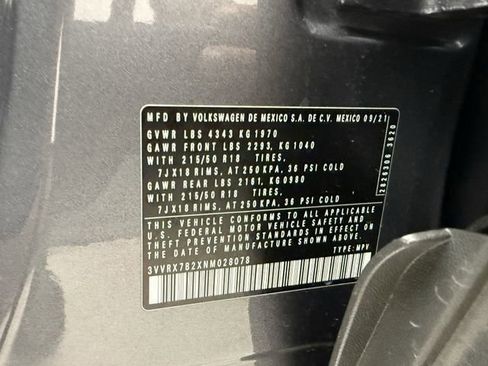 MFD BY VOLKSWAGEN DE MEXICO S.A. DE C.V. MEXICO 09/21
GVWR LBS 4343 KG1970
GAWR FRONT LBS 2293, KG1040
WITH 215/50 R18 TIRES,
7JX18 RIMS, AT 250 KPA, 36 PSI COLD
GAWR REAR LBS 2161, KG0980
WITH 215/50 R18 TIRES,
7JX18 RIMS, AT 250 KPA, 36 PSI COLD
THIS VEHICLE CONFORMS TO ALL APPLICABLE
U.S. FEDERAL MOTOR VEHICLE SAFETY AND
THEFT PREVENTION STANDARDS IN EFFECT ON
THE DATE OF MANUFACTURE SHOWN ABOVE.
TYPE: MPV
3VVRX7B2XNM028078
2826306 3620